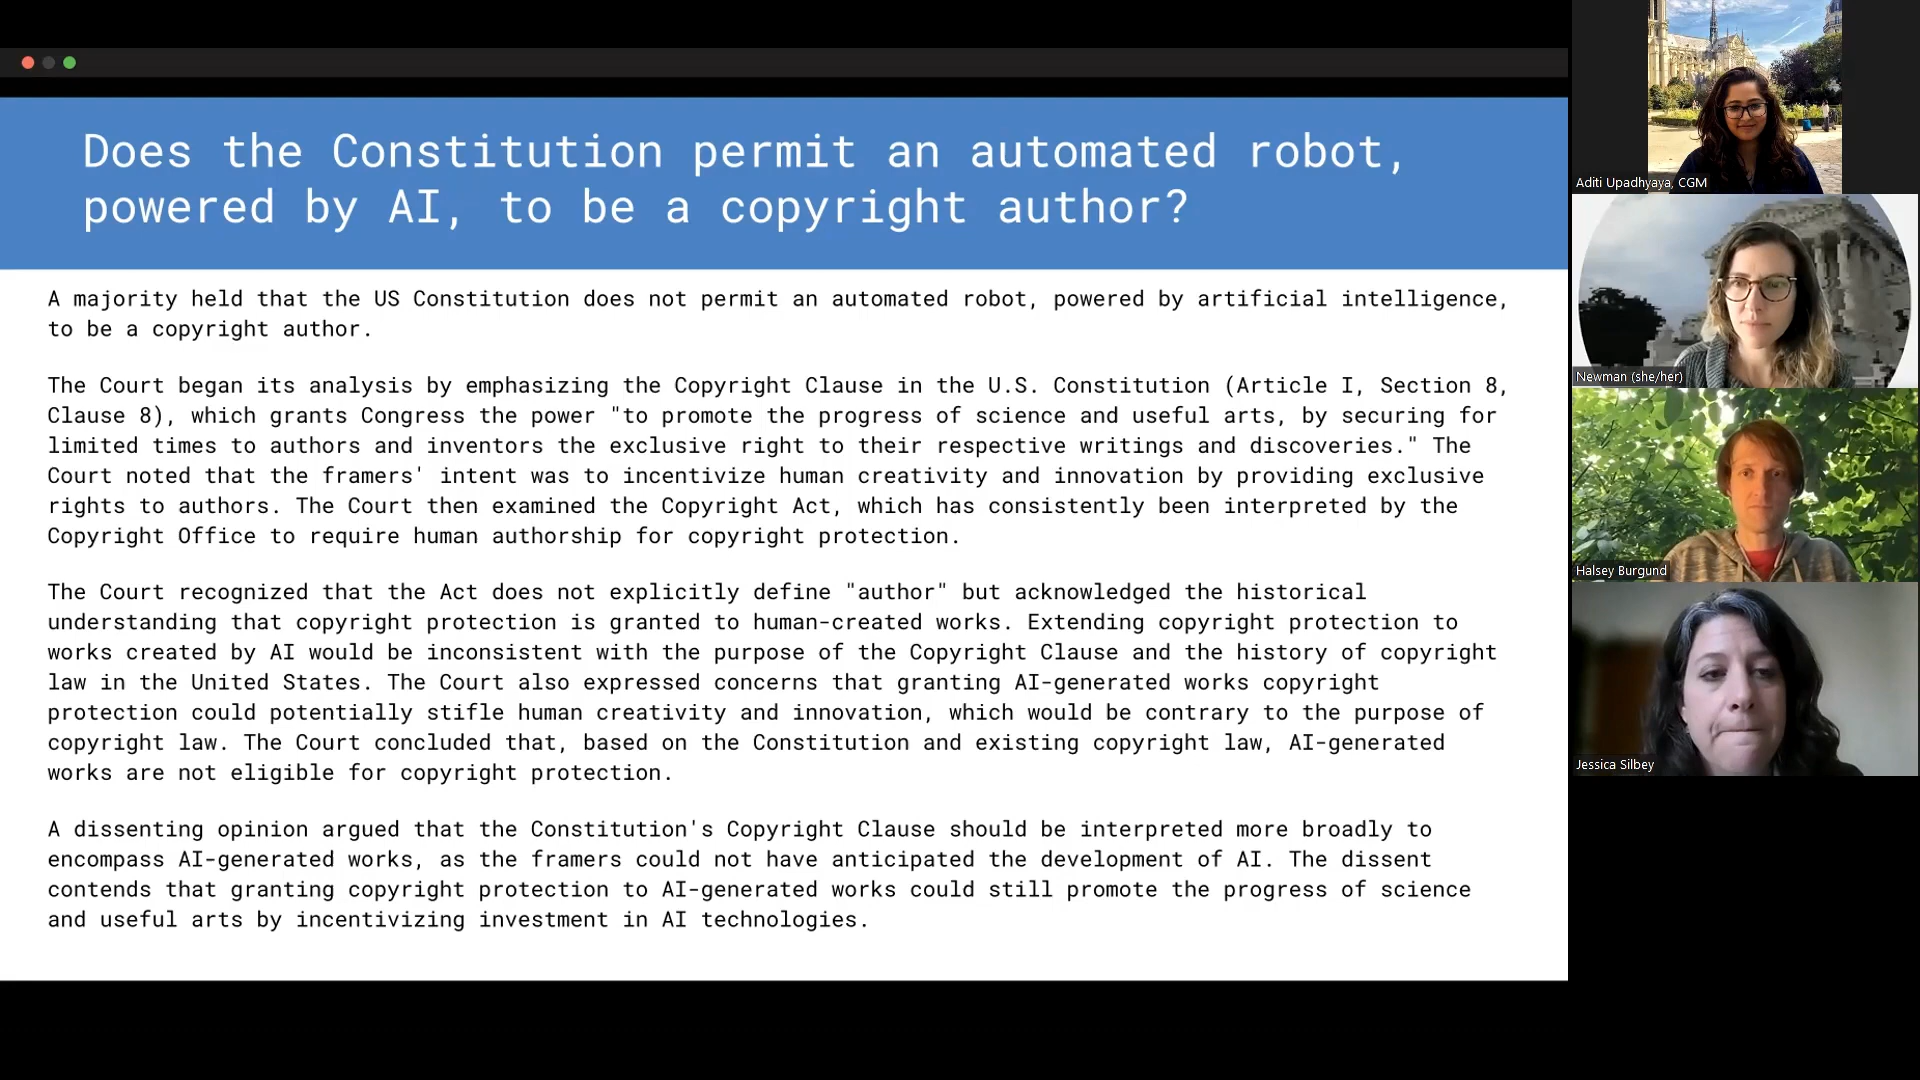 Does the Constitution permit an automated robot,
powered by AI, to be a copyright author?
A majority held that the US Constitution does not permit an automated robot, powered by artificial intelligence,
to be a copyright author.
The Court began its analysis by emphasizing the Copyright Clause in the U.S. Constitution (Article I, Section 8,
Clause 8), which grants Congress the power "to promote the progress of science and useful arts, by securing for
limited times to authors and inventors the exclusive right to their respective writings and discoveries." The
Court noted that the framers' intent was to incentivize human creativity and innovation by providing exclusive
rights to authors. The Court then examined the Copyright Act, which has consistently been interpreted by the
Copyright Office to require human authorship for copyright protection.
The Court recognized that the Act does not explicitly define "author" but acknowledged the historical
understanding that copyright protection is granted to human-created works. Extending copyright protection to
works created by AI would be inconsistent with the purpose of the Copyright Clause and the history of copyright
law in the United States. The Court also expressed concerns that granting AI-generated works copyright
protection could potentially stifle human creativity and innovation, which would be contrary to the purpose of
copyright law. The Court concluded that, based on the Constitution and existing copyright law, AI-generated
works are not eligible for copyright protection.
A dissenting opinion argued that the Constitution's Copyright Clause should be interpreted more broadly to
encompass AI-generated works, as the framers could not have anticipated the development of AI. The dissent
contends that granting copyright protection to AI-generated works could still promote the progress of science
and useful arts by incentivizing investment in AI technologies.
Aditi Upadhyaya, CGM
Newman (she/her)
Halsey Burgund
Jessica Silbey